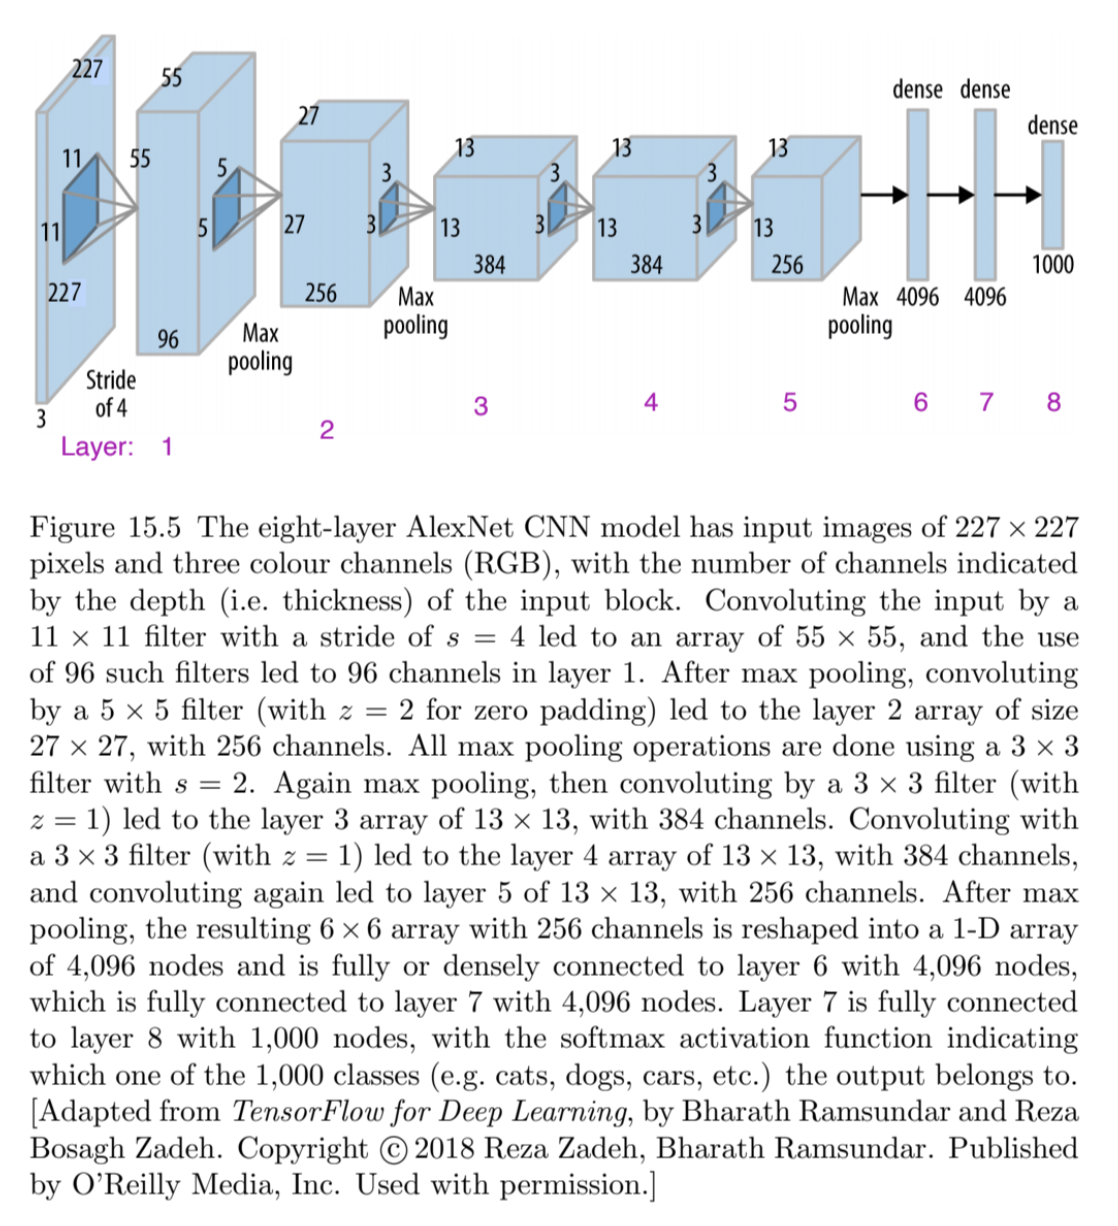 227
55
27
13
13
13
dense dense
dense
11
55
5
3
3
3
11
5
27
3
13
3
13
3
13
227
96
256
384
384
256
1000
Max
pooling
Max
pooling
Max
pooling
4096 4096
Stride
of 4
3
Layer: 1
2
3
4
5
6
7
8
Figure 15.5 The eight-layer AlexNet CNN model has input images of 227 × 227
pixels and three colour channels (RGB), with the number of channels indicated
by the depth (i.e. thickness) of the input block. Convoluting the input by a
11 × 11 filter with a stride of s = 4 led to an array of 55 × 55, and the use
of 96 such filters led to 96 channels in layer 1. After max pooling, convoluting
by a 5 × 5 filter (with z = 2 for zero padding) led to the layer 2 array of size
27 × 27, with 256 channels. All max pooling operations are done using a 3 × 3
filter with s = 2. Again max pooling, then convoluting by a 3 × 3 filter (with
z = 1) led to the layer 3 array of 13 × 13, with 384 channels. Convoluting with
a 3 × 3 filter (with z = 1) led to the layer 4 array of 13 × 13, with 384 channels,
and convoluting again led to layer 5 of 13 × 13, with 256 channels. After max
pooling, the resulting 6 × 6 array with 256 channels is reshaped into a 1-D array
of 4,096 nodes and is fully or densely connected to layer 6 with 4,096 nodes,
which is fully connected to layer 7 with 4,096 nodes. Layer 7 is fully connected
to layer 8 with 1,000 nodes, with the softmax activation function indicating
which one of the 1,000 classes (e.g. cats, dogs, cars, etc.) the output belongs to.
[Adapted from TensorFlow for Deep Learning, by Bharath Ramsundar and Reza
Bosagh Zadeh. Copyright © 2018 Reza Zadeh, Bharath Ramsundar. Published
by O'Reilly Media, Inc. Used with permission.]